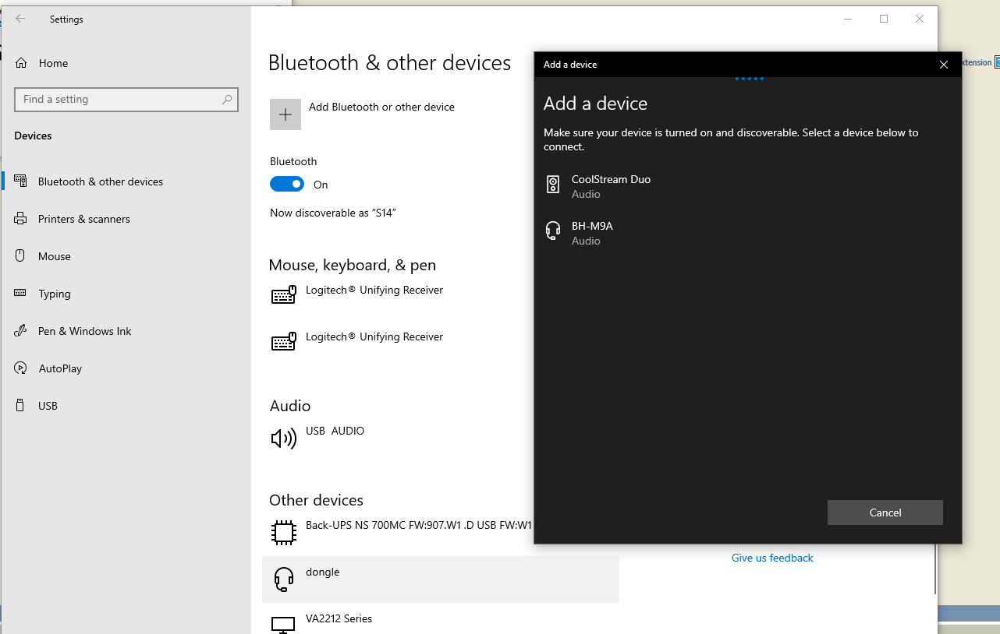 Settings
Home
Find a setting
Devices
Bluetooth & other devices
Printers & scanners
Mouse
Typing
Pen & Windows Ink
AutoPlay
USB
Bluetooth & other devices
Add Bluetooth or other device
Bluetooth
On
Now discoverable as “S14”
Mouse, keyboard, & pen
Logitech® Unifying Receiver
Logitech® Unifying Receiver
Audio
USB AUDIO
Other devices
Back-UPS NS 700MC FW:907.W1 .D USB FW:W1
dongle
VA2212 Series
Add a device
Add a device
Make sure your device is turned on and discoverable. Select a device below to
connect.
CoolStream Duo
Audio
BH-M9A
Audio
Cancel
Give us feedback